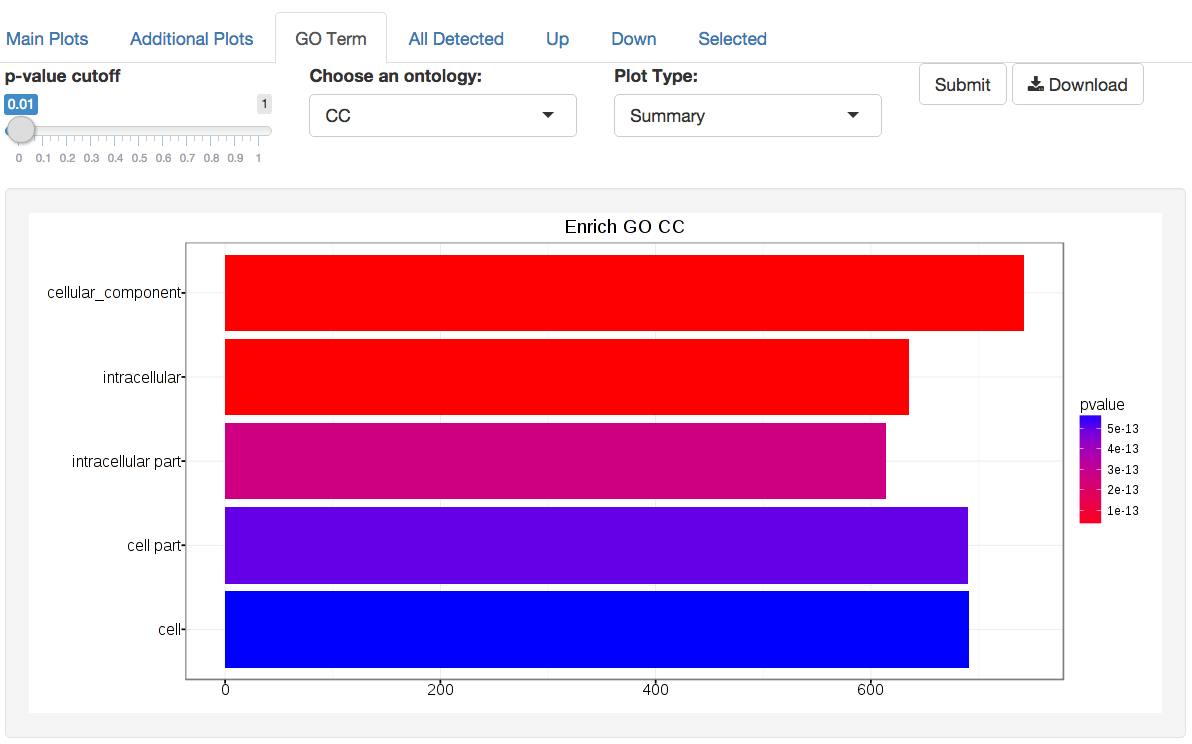 Main Plots Additional Plots GO Term All Detected Up Down Selected
p-value cutoff Choose an ontology: Plot Type:
0.01 1 CC Summary Submit Download
0 0.1 0.2 0.3 0.4 0.5 0.6 0.7 0.8 0.9 1
Enrich GO CC
cellular_component
intracellular
intracellular part
cell part
cell
0 200 400 600
pvalue
5e-13
4e-13
3e-13
2e-13
1e-13